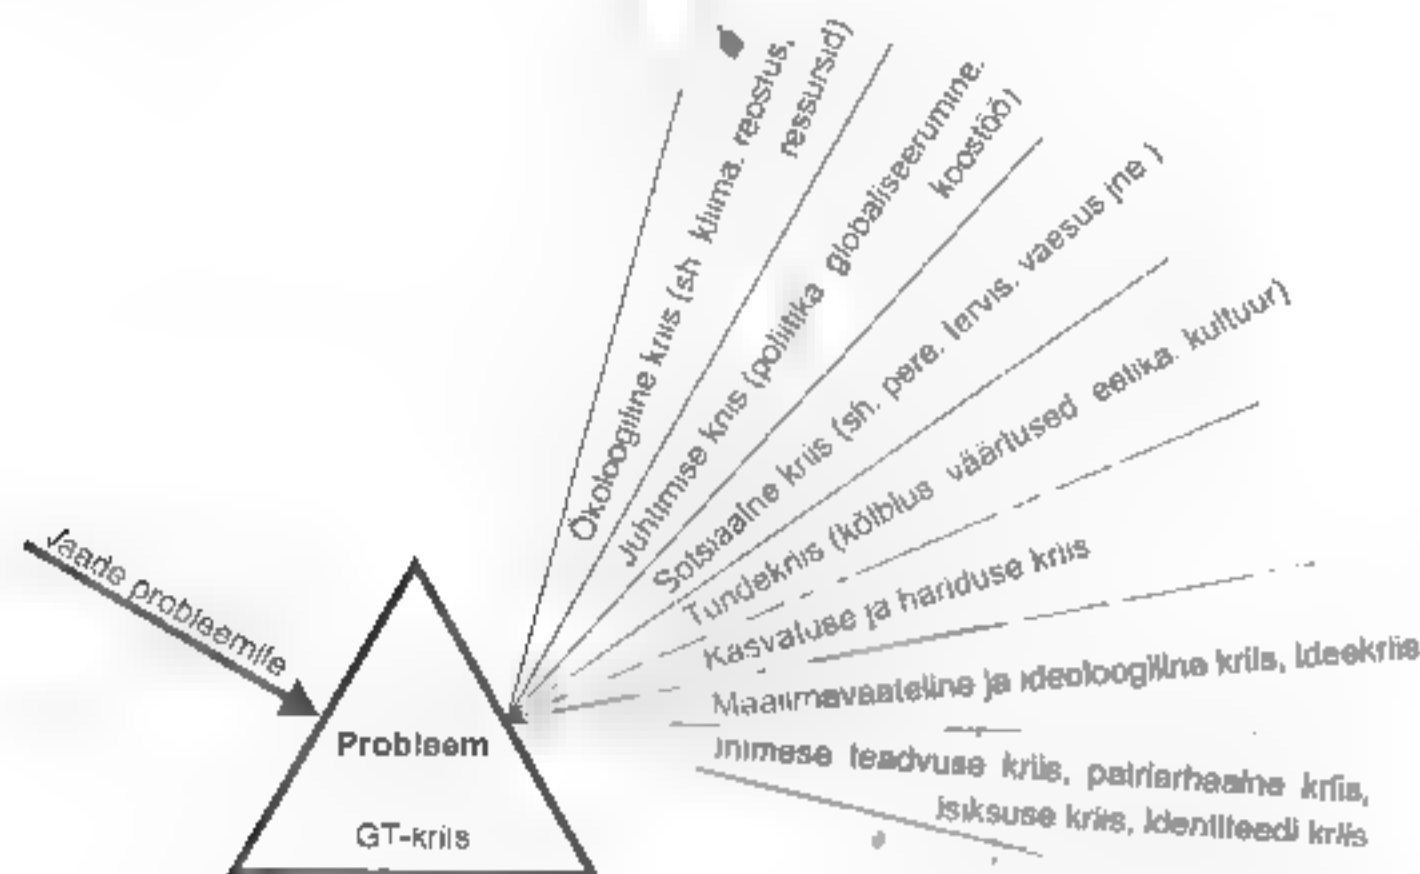 Ökoloogiline kriis (sh kliima. reostus,
ressursid)
Juhtimise kriis (poliitika globaliseerumine.
koostöö)
Sotsiaalne kriis (sh. pere. tervis. vaesus jne )
Tundekriis (kõlblus väärtused eetika. kultuur)
Kasvatuse ja hariduse kriis
Maailmavaateline ja ideoloogiline kriis, ideekriis
Inimese teadvuse kriis, patriarhaalne kriis,
isiksuse kriis, identiteedi kriis
Vaade probleemile
Probleem
GT-kriis